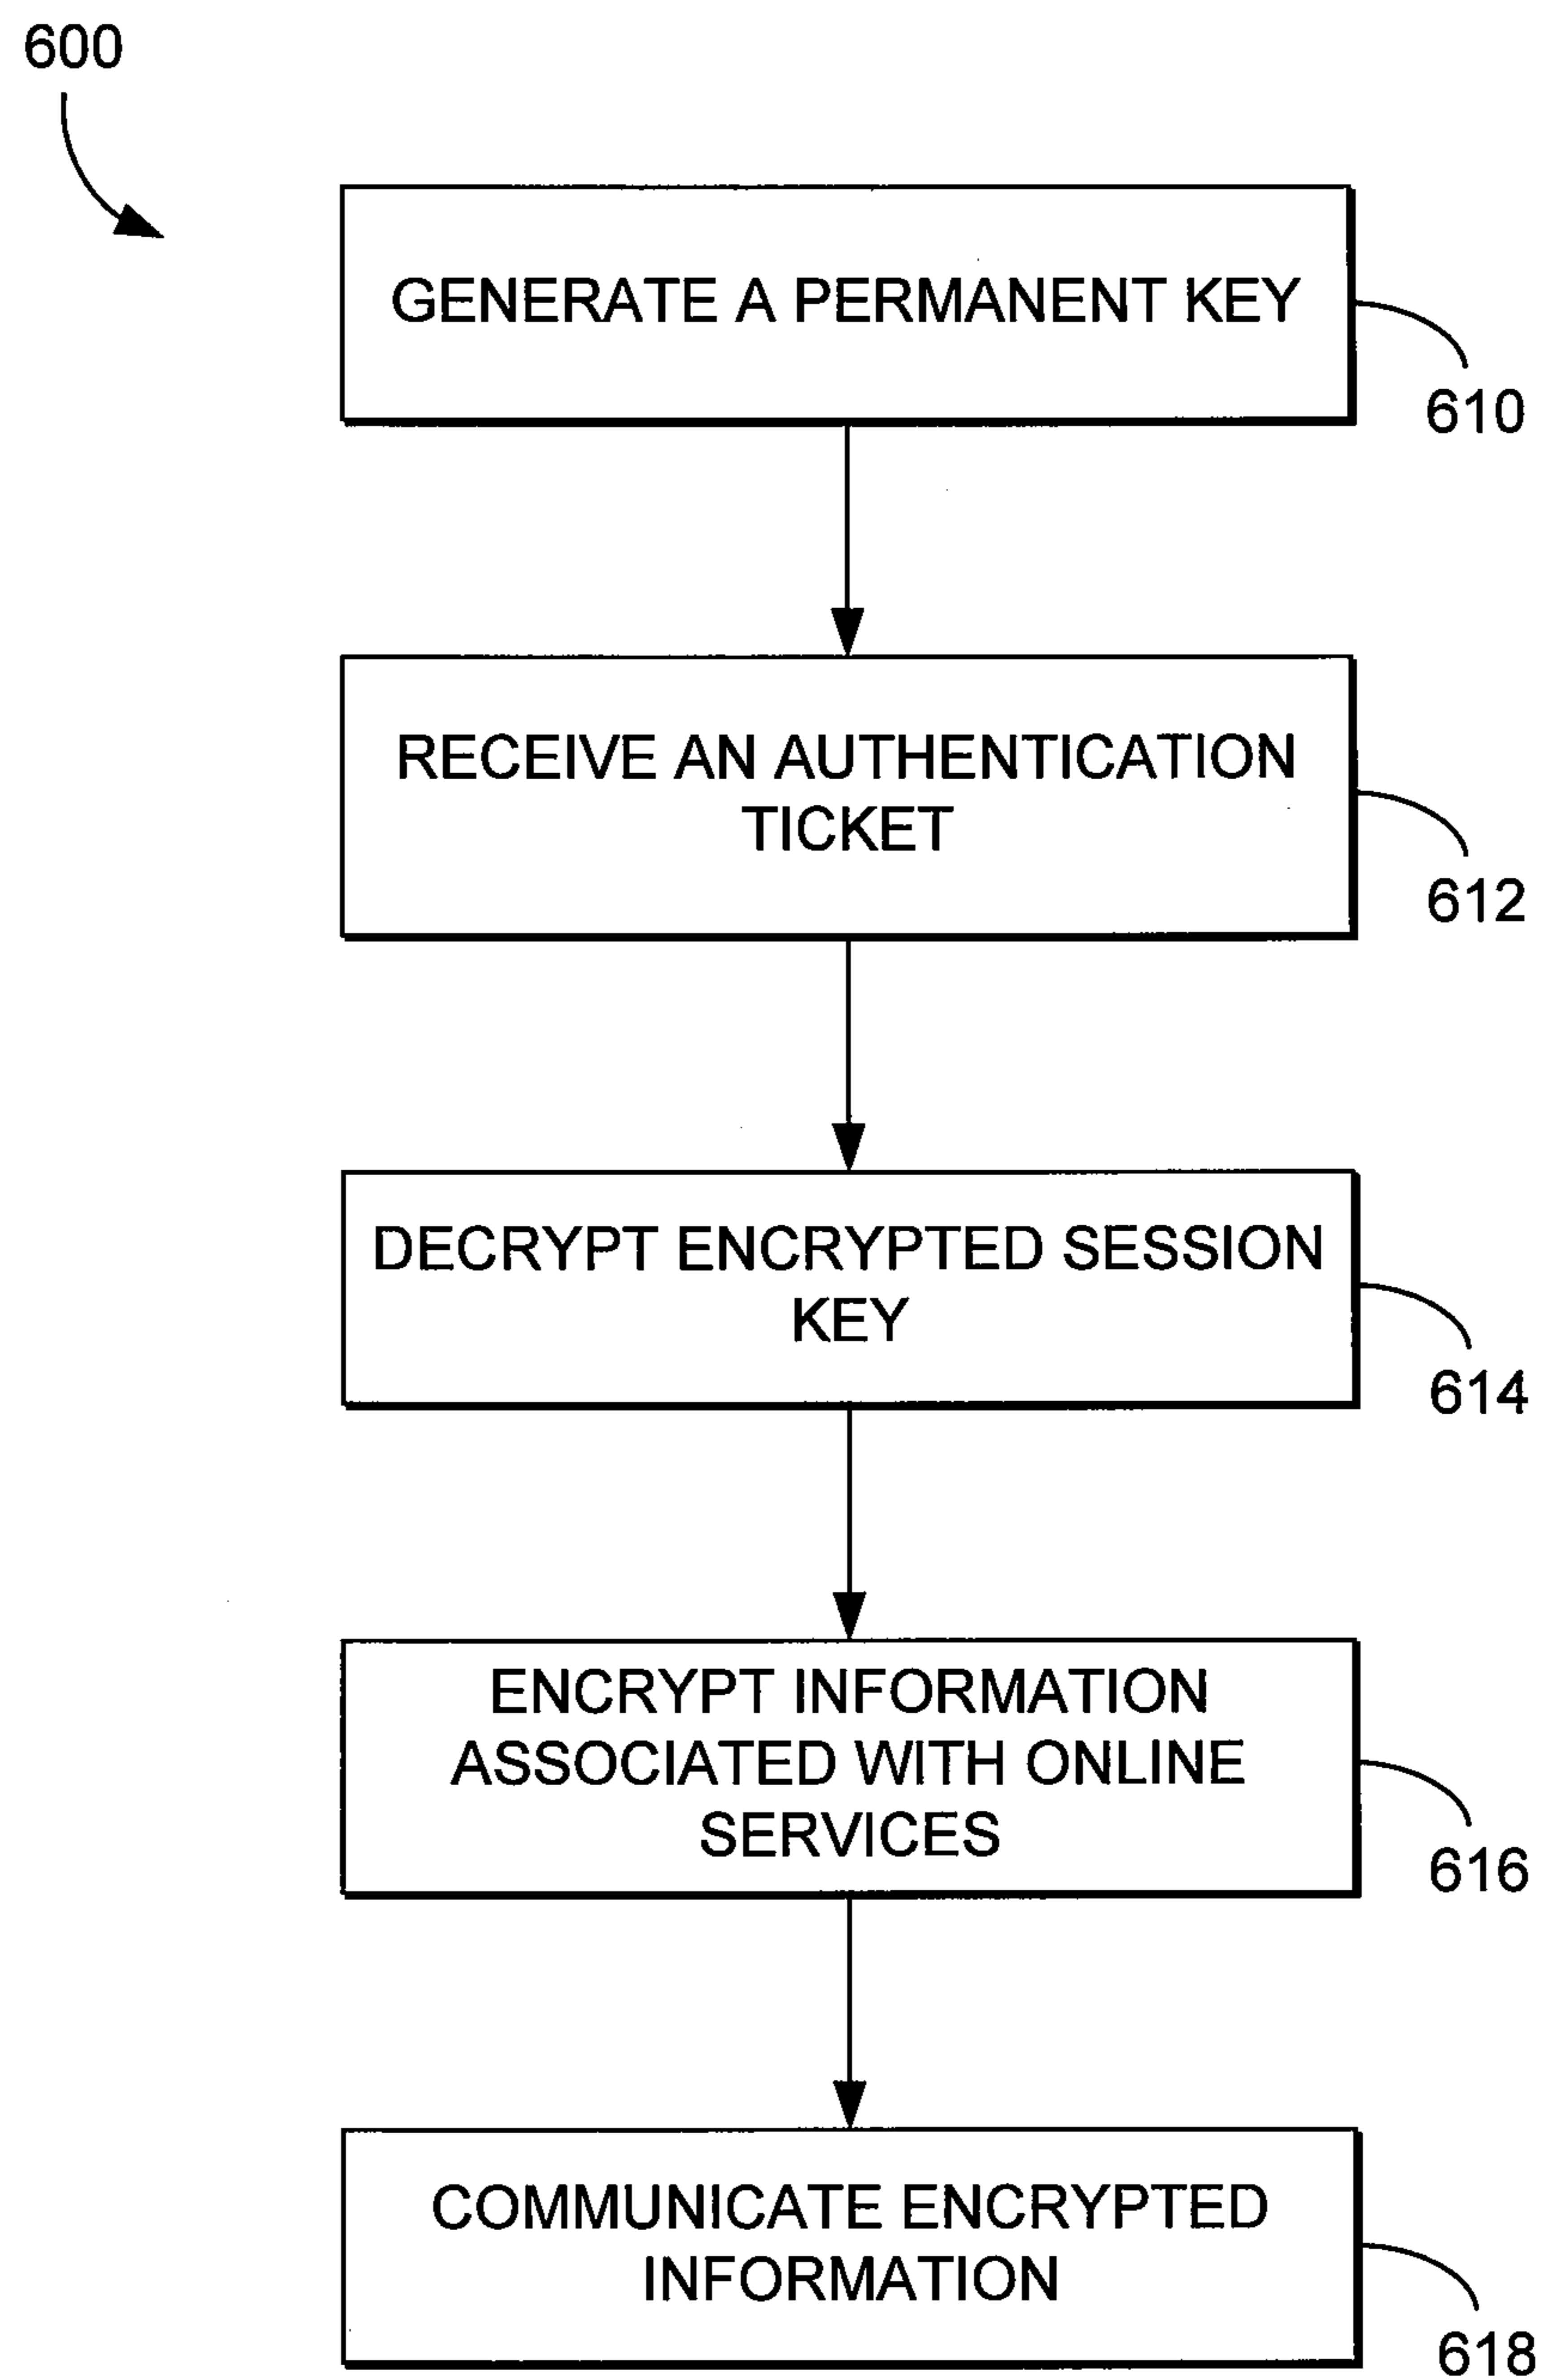 600
GENERATE A PERMANENT KEY
610
RECEIVE AN AUTHENTICATION
TICKET
612
DECRYPT ENCRYPTED SESSION
KEY
614
ENCRYPT INFORMATION
ASSOCIATED WITH ONLINE
SERVICES
616
COMMUNICATE ENCRYPTED
INFORMATION
618